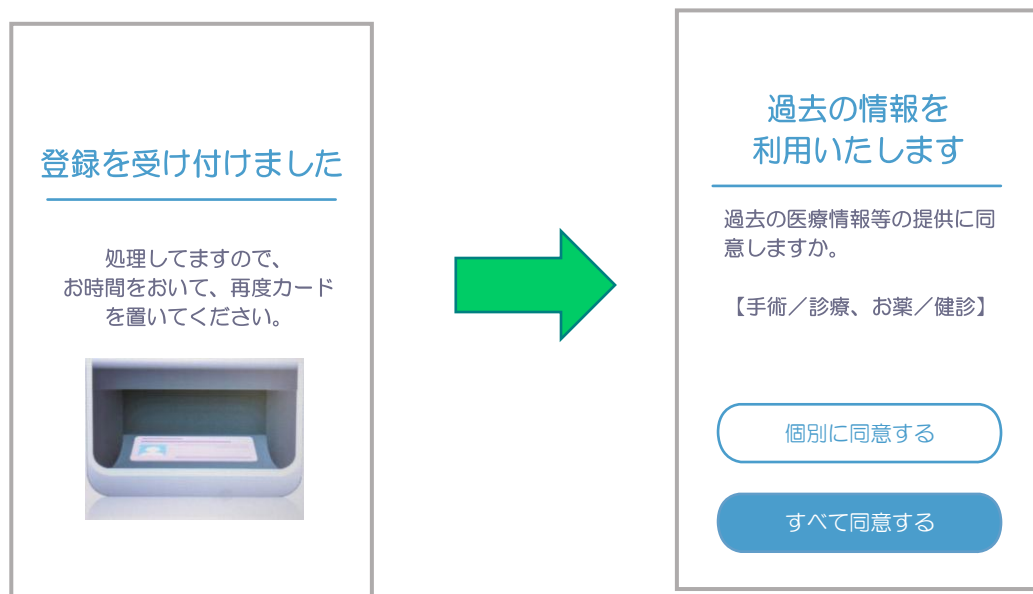 登録を受け付けました
処理してますので、
お時間をおいて、再度カード
を置いてください。
過去の情報を
利用いたします
過去の医療情報等の提供に同
意しますか。
【手術／診療、お薬／健診】
個別に同意する
すべて同意する